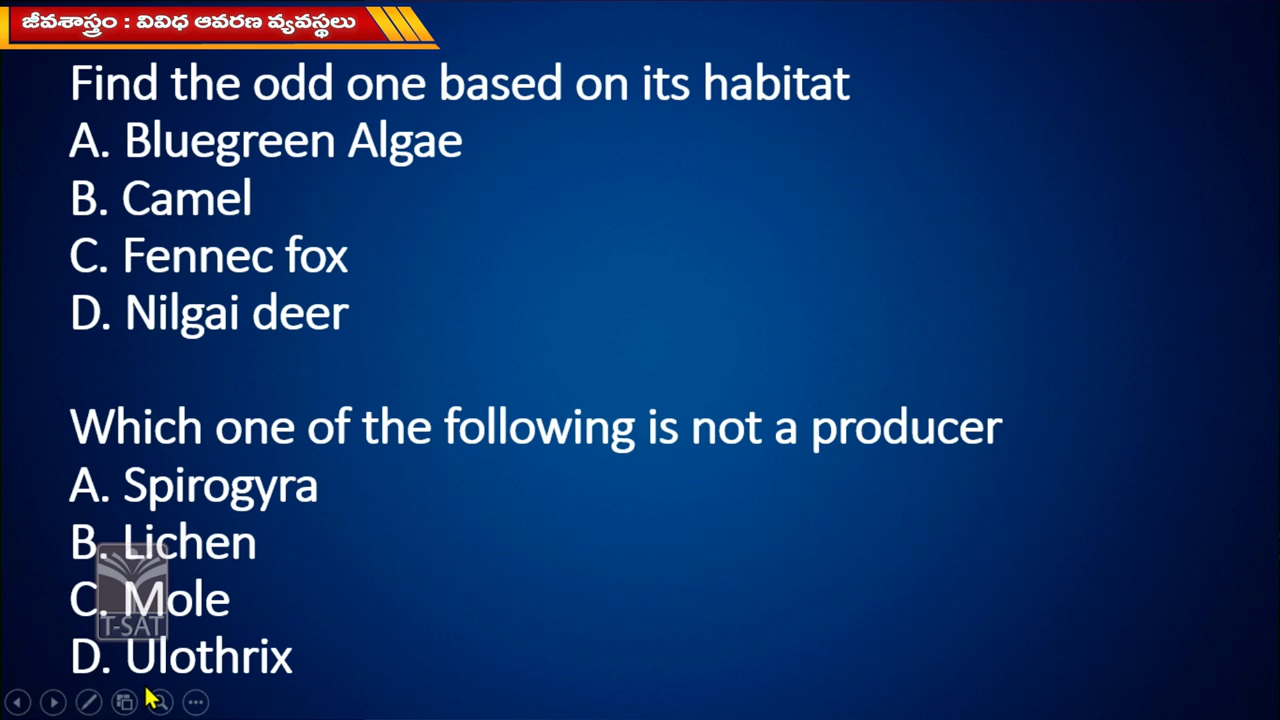 జీవశాస్త్రం : వివిధ ఆవరణ వ్యవస్థలు
Find the odd one based on its habitat
A. Bluegreen Algae
B. Camel
C. Fennec fox
D. Nilgai deer
Which one of the following is not a producer
A. Spirogyra
B. Lichen
C. Mole
T-SAT
D. Ulothrix